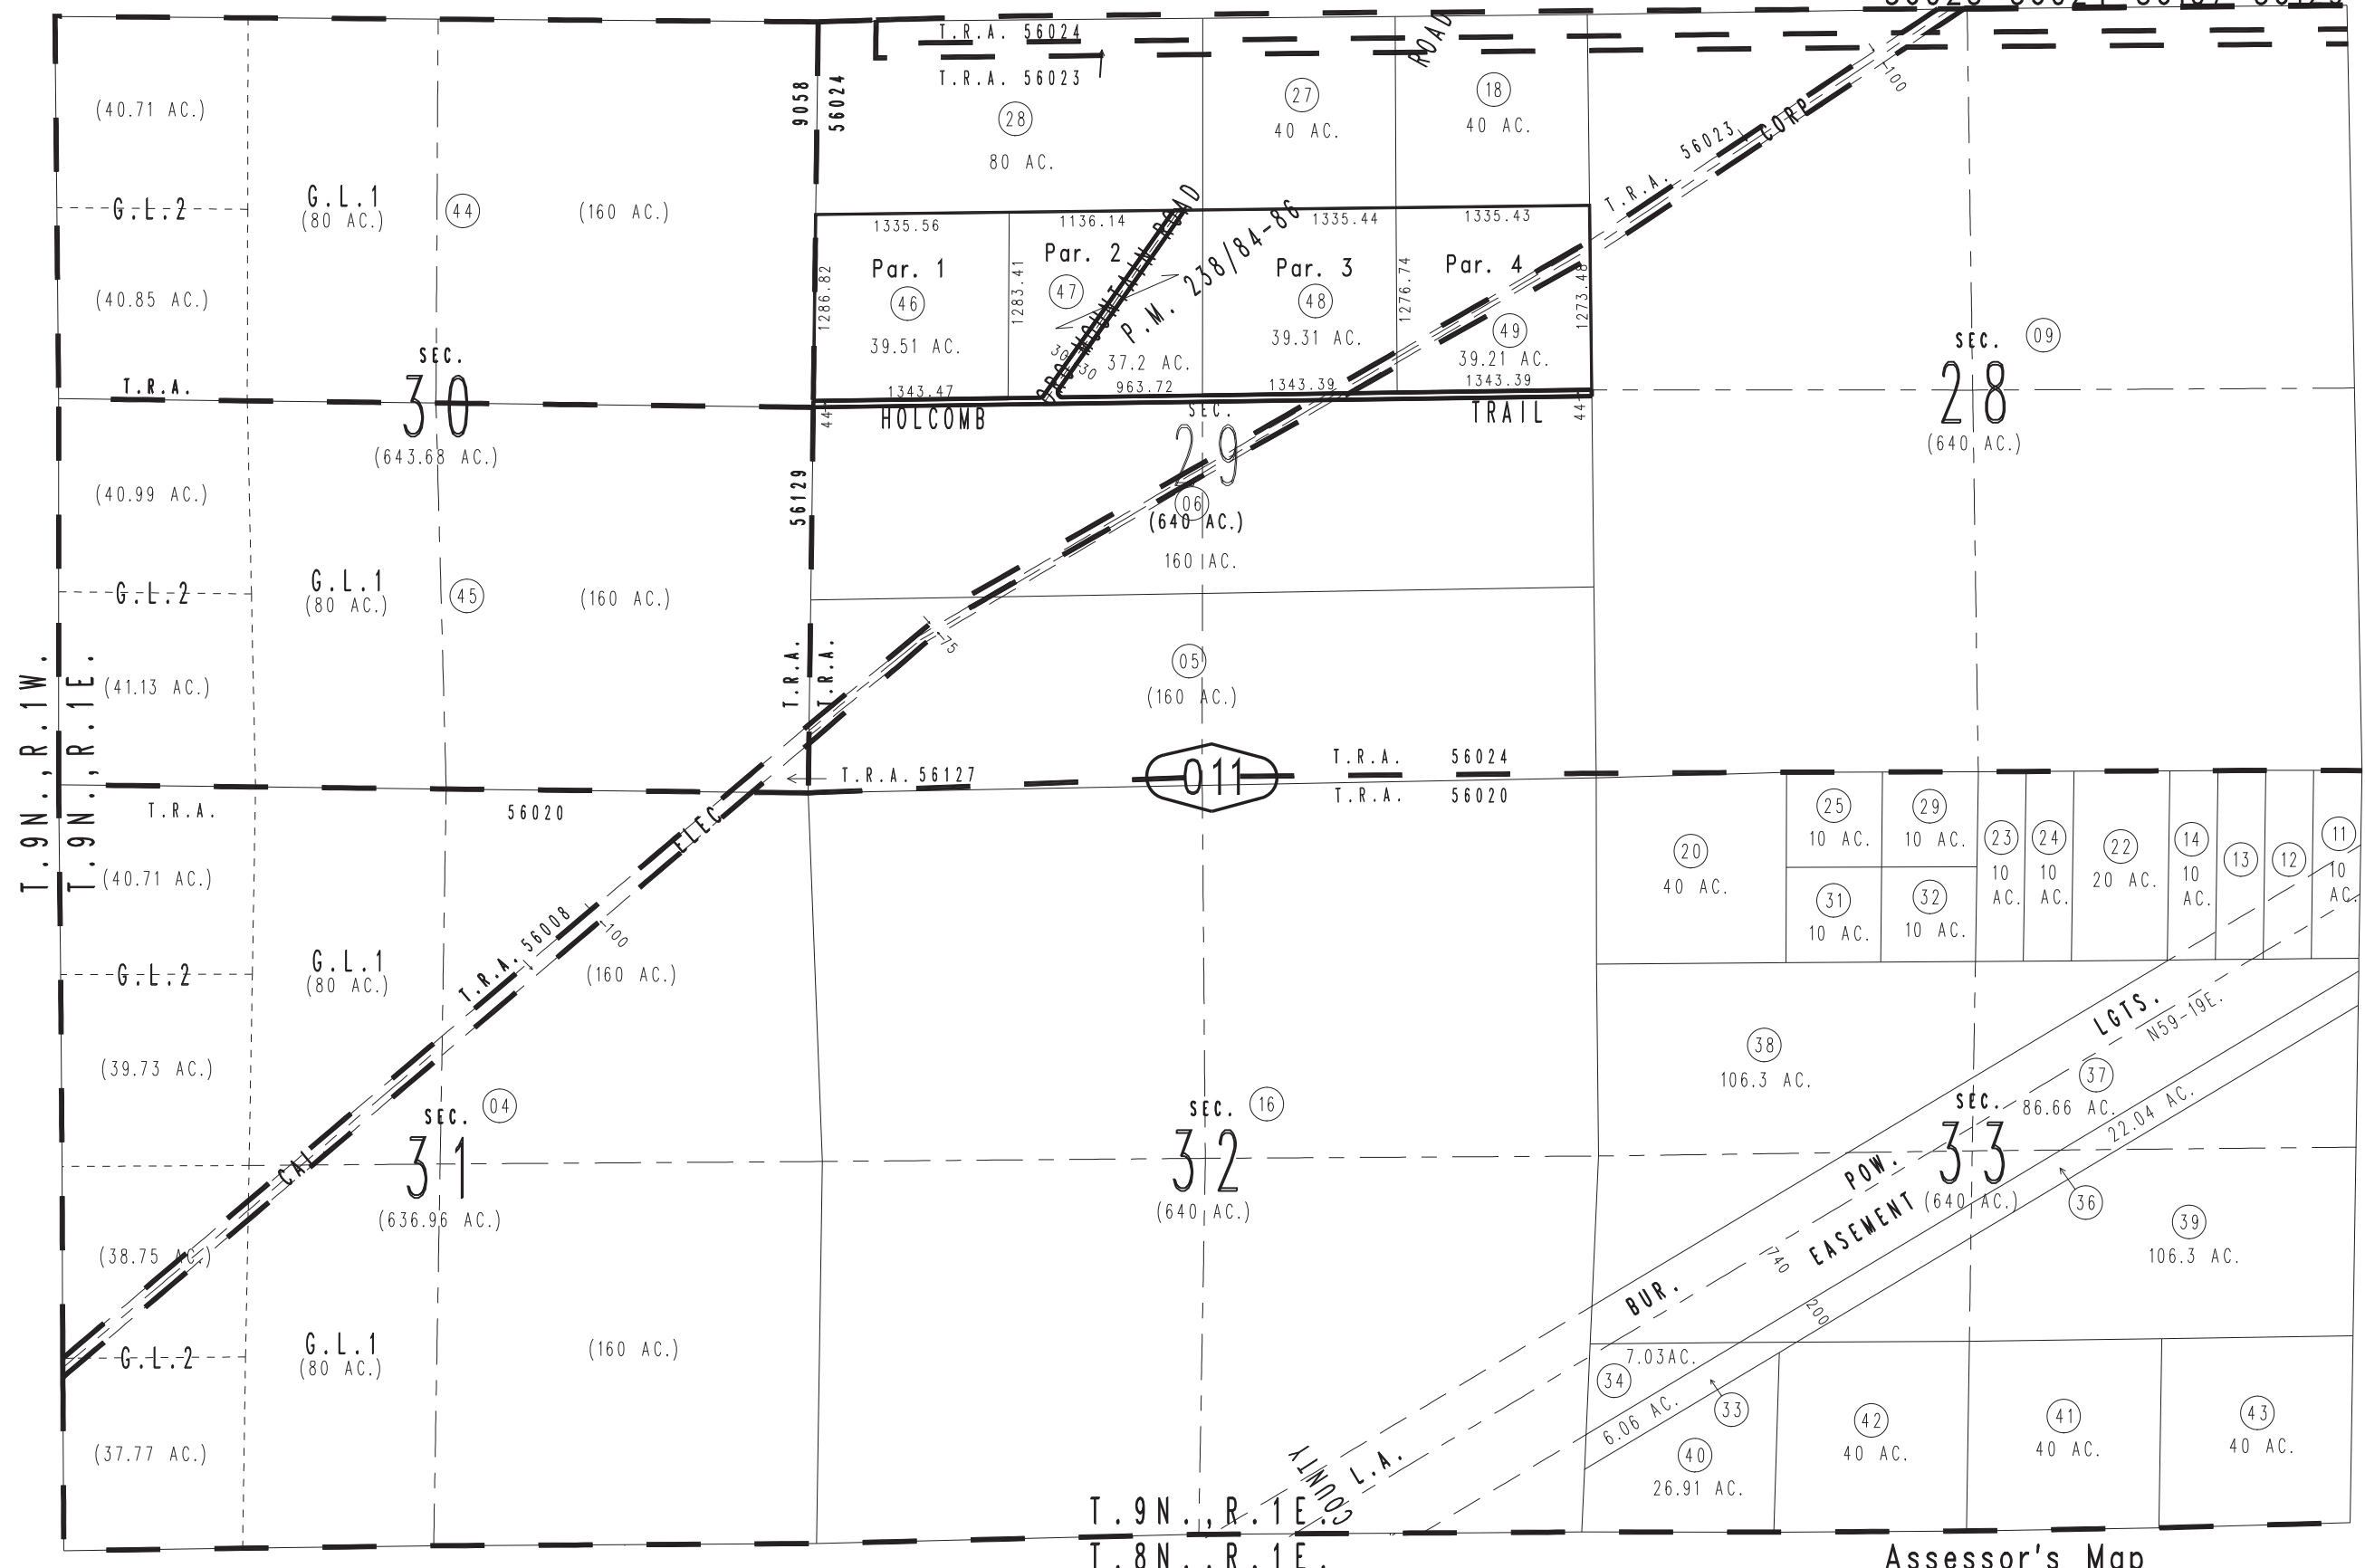 T.R.A. 56024
T.R.A. 56023
9058
56024
ROAD
100
(40.71 AC.)
28
80 AC.
27
40 AC.
18
40 AC.
T.R.A. 56023
CORP
G.L.2
G.L.1
(80 AC.)
44
(160 AC.)
1335.56
1136.14
1335.44
1335.43
Par. 1
46
39.51 AC.
1286.82
1283.41
Par. 2
47
37.2 AC.
MOUNTAIN ROAD
30
30
P.M. 238/84-86
Par. 3
48
39.31 AC.
1276.74
Par. 4
49
39.21 AC.
1273.48
(40.85 AC.)
SEC.
30
(643.68 AC.)
T.R.A.
SEC. 09
28
(640 AC.)
1343.47
963.72
1343.39
1343.39
44
HOLCOMB
TRAIL
44
SEC.
29
06
(640 AC.)
160 AC.
(40.99 AC.)
56129
G.L.2
G.L.1
(80 AC.)
45
(160 AC.)
75
T.R.A.
T.R.A.
05
(160 AC.)
(41.13 AC.)
T.9N.,R.1W.
T.9N.,R.1E.
T.R.A. 56127
011
T.R.A. 56024
T.R.A. 56020
T.R.A. 56020
ELEC
(40.71 AC.)
20
40 AC.
25
10 AC.
29
10 AC.
31
10 AC.
32
10 AC.
23
10
AC.
24
10
AC.
22
20 AC.
14
10
AC.
13
12
11
10
AC.
T.R.A. 56008
100
G.L.2
G.L.1
(80 AC.)
(160 AC.)
LGTS.
N59-19E.
38
106.3 AC.
37
86.66 AC.
22.04 AC.
(39.73 AC.)
SEC. 04
31
(636.96 AC.)
CAL
SEC. 16
32
(640 AC.)
SEC.
33
(640 AC.)
POW.
EASEMENT
36
39
106.3 AC.
740
BUR.
200
(38.75 AC.)
G.L.2
G.L.1
(80 AC.)
(160 AC.)
7.03AC.
34
6.06 AC.
33
40
26.91 AC.
42
40 AC.
41
40 AC.
43
40 AC.
(37.77 AC.)
L.A.
COUNTY
T.9N.,R.1E.
T.8N.,R.1E.
Assessor's Map